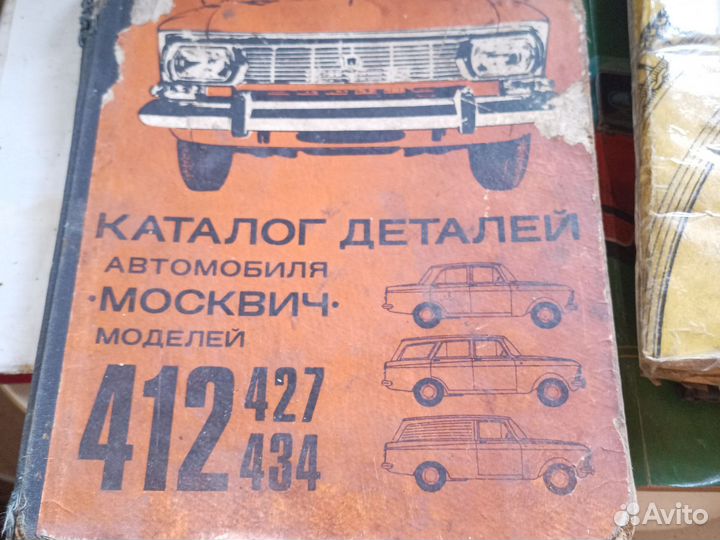 КАТАЛОГ ДЕТАЛЕЙ
АВТОМОБИЛЯ
·МОСКВИЧ·
МОДЕЛЕЙ
412 427
434
Avito